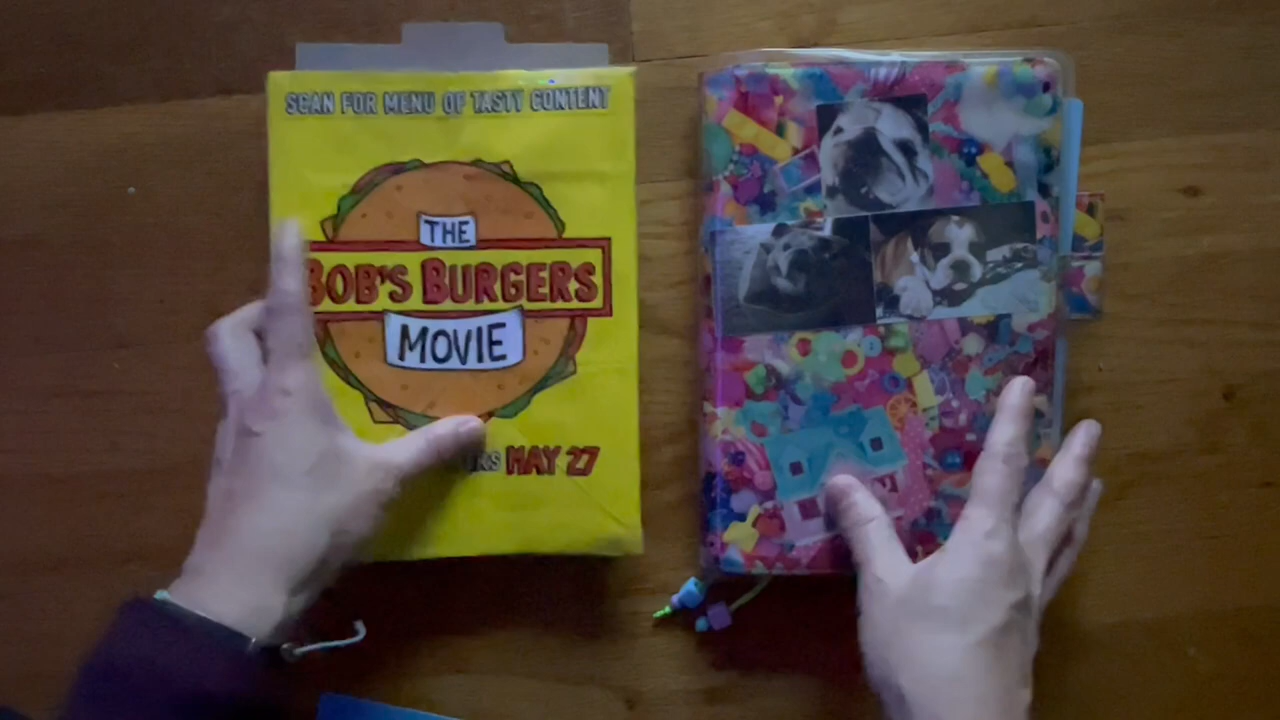 SCAN FOR MENU OF TASTY CONTENT
THE
BOB'S BURGERS
MOVIE
MAY 27